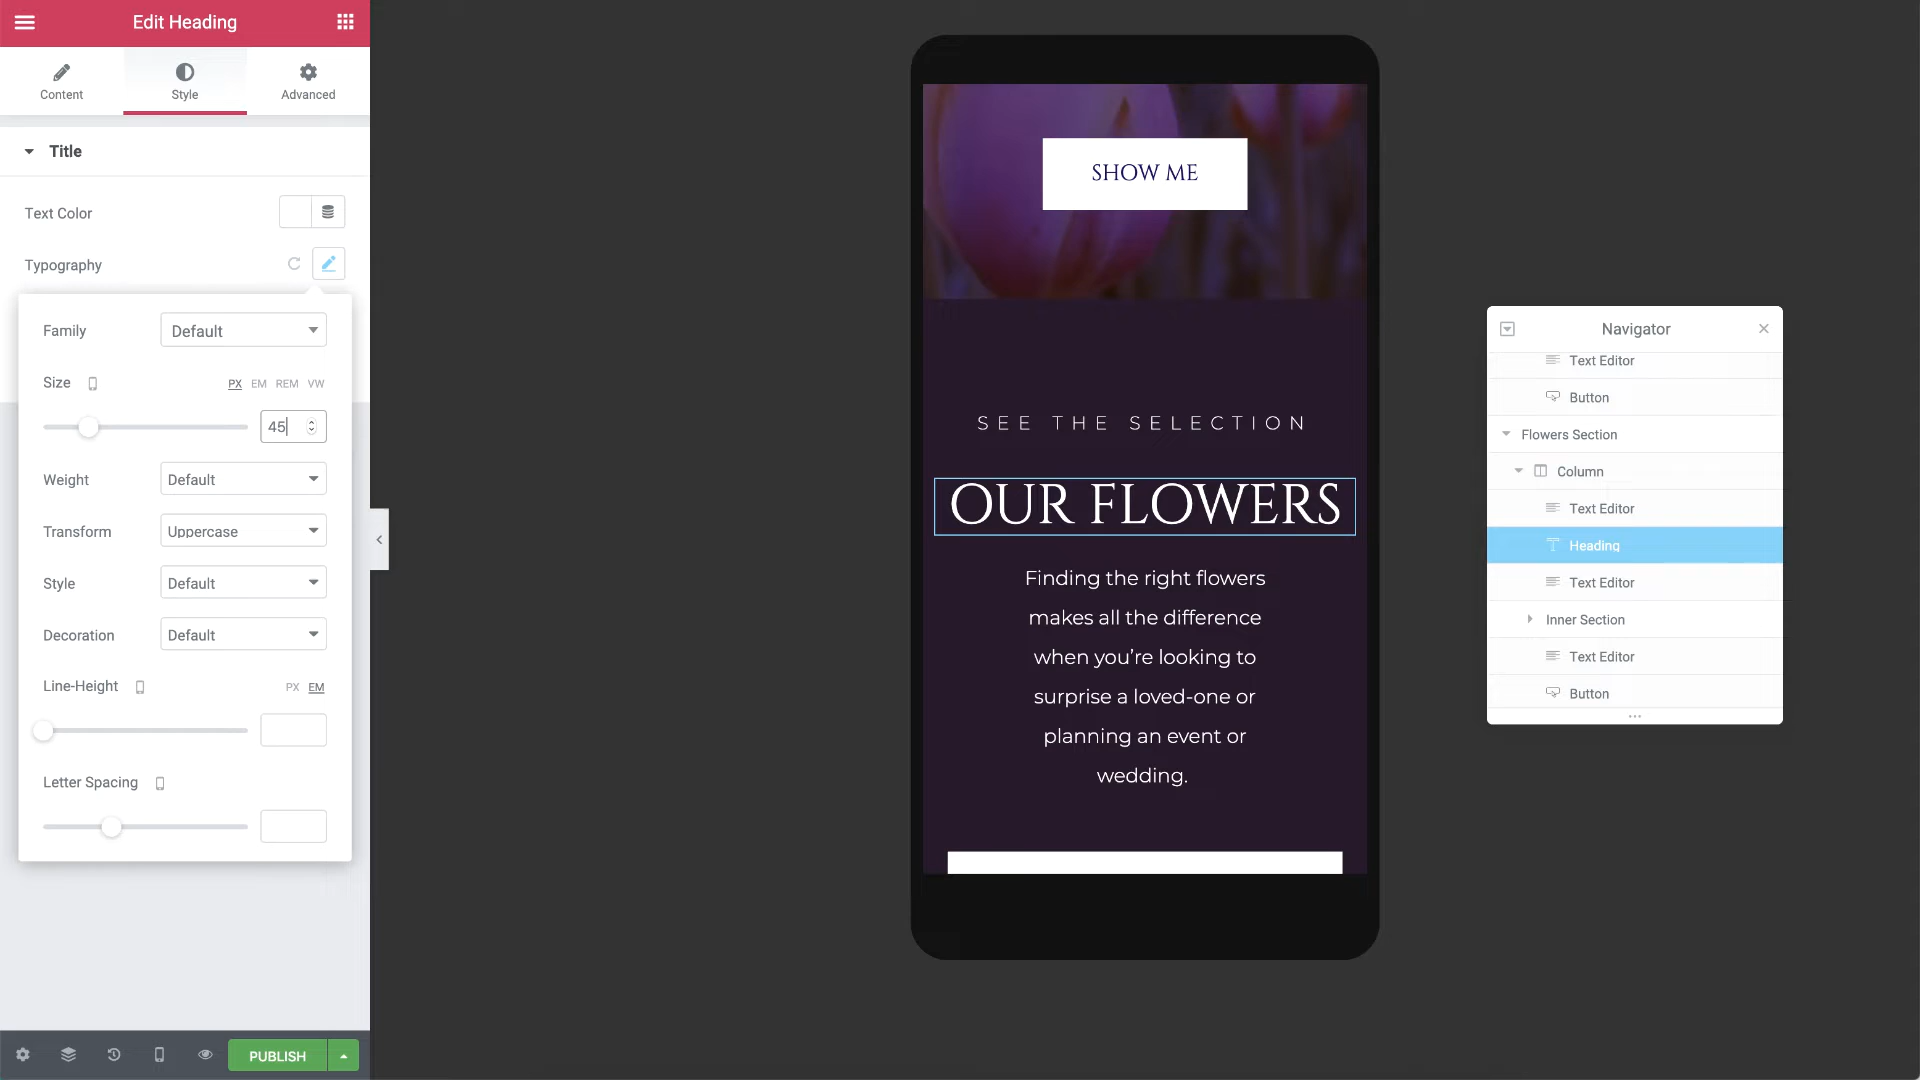 Edit Heading
Content
Style
Advanced
Title
Text Color
Typography
Family
Default
Size
PX EM REM VW
45
Weight
Default
Transform
Uppercase
Style
Default
Decoration
Default
Line-Height
PX EM
Letter Spacing
PUBLISH
SHOW ME
SEE THE SELECTION
OUR FLOWERS
Finding the right flowers
makes all the difference
when you’re looking to
surprise a loved-one or
planning an event or
wedding.
Navigator
Text Editor
Button
Flowers Section
Column
Text Editor
Heading
Text Editor
Inner Section
Text Editor
Button